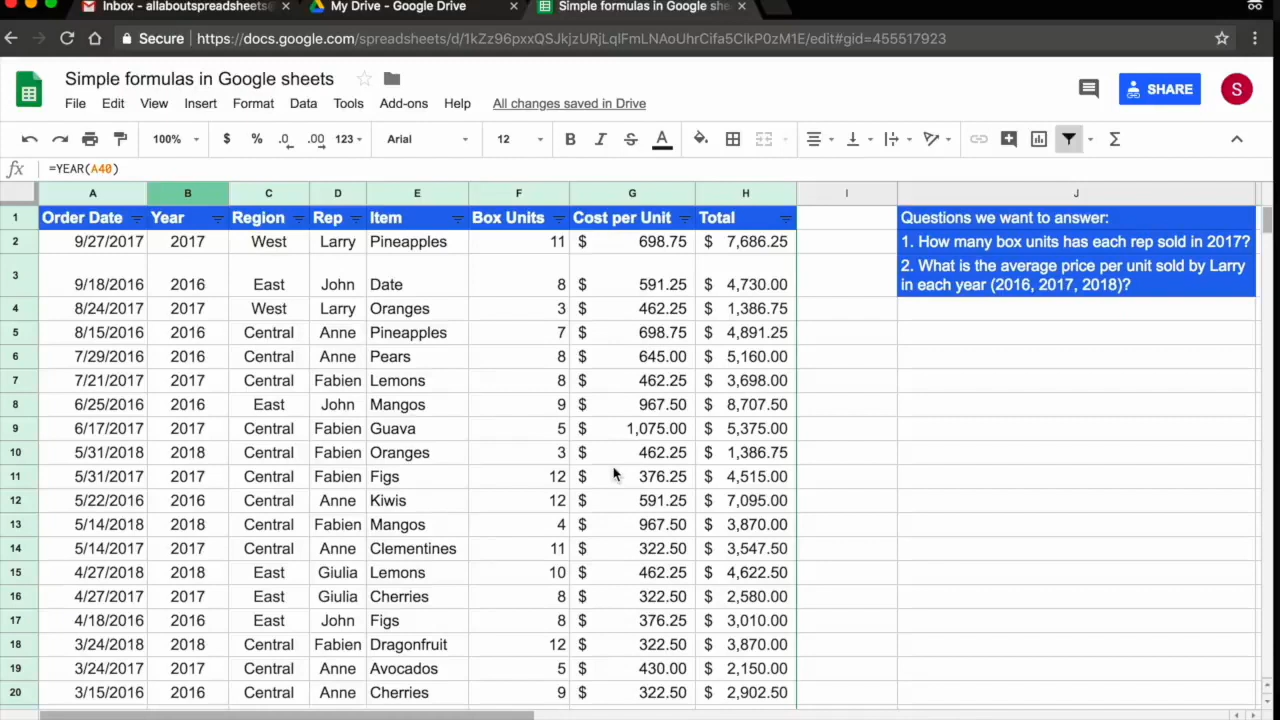 Inbox - allaboutspreadsheets@
My Drive - Google Drive
Simple formulas in Google she
Secure https://docs.google.com/spreadsheets/d/1kZz96pxxQSJkjzURjLqlFmLNAoUhrCifa5ClkP0zM1E/edit#gid=455517923
Simple formulas in Google sheets
SHARE
S
File Edit View Insert Format Data Tools Add-ons Help All changes saved in Drive
100% $ % .0 .00 123 Arial 12 B I S A Σ
fx =YEAR(A40)
A B C D E F G H I J
1 Order Date Year Region Rep Item Box Units Cost per Unit Total Questions we want to answer:
2 9/27/2017 2017 West Larry Pineapples 11 $ 698.75 $ 7,686.25 1. How many box units has each rep sold in 2017?
2. What is the average price per unit sold by Larry
3 9/18/2016 2016 East John Date 8 $ 591.25 $ 4,730.00 in each year (2016, 2017, 2018)?
4 8/24/2017 2017 West Larry Oranges 3 $ 462.25 $ 1,386.75
5 8/15/2016 2016 Central Anne Pineapples 7 $ 698.75 $ 4,891.25
6 7/29/2016 2016 Central Anne Pears 8 $ 645.00 $ 5,160.00
7 7/21/2017 2017 Central Fabien Lemons 8 $ 462.25 $ 3,698.00
8 6/25/2016 2016 East John Mangos 9 $ 967.50 $ 8,707.50
9 6/17/2017 2017 Central Fabien Guava 5 $ 1,075.00 $ 5,375.00
10 5/31/2018 2018 Central Fabien Oranges 3 $ 462.25 $ 1,386.75
11 5/31/2017 2017 Central Fabien Figs 12 $ 376.25 $ 4,515.00
12 5/22/2016 2016 Central Anne Kiwis 12 $ 591.25 $ 7,095.00
13 5/14/2018 2018 Central Fabien Mangos 4 $ 967.50 $ 3,870.00
14 5/14/2017 2017 Central Anne Clementines 11 $ 322.50 $ 3,547.50
15 4/27/2018 2018 East Giulia Lemons 10 $ 462.25 $ 4,622.50
16 4/27/2017 2017 East Giulia Cherries 8 $ 322.50 $ 2,580.00
17 4/18/2016 2016 East John Figs 8 $ 376.25 $ 3,010.00
18 3/24/2018 2018 Central Fabien Dragonfruit 12 $ 322.50 $ 3,870.00
19 3/24/2017 2017 Central Anne Avocados 5 $ 430.00 $ 2,150.00
20 3/15/2016 2016 Central Anne Cherries 9 $ 322.50 $ 2,902.50